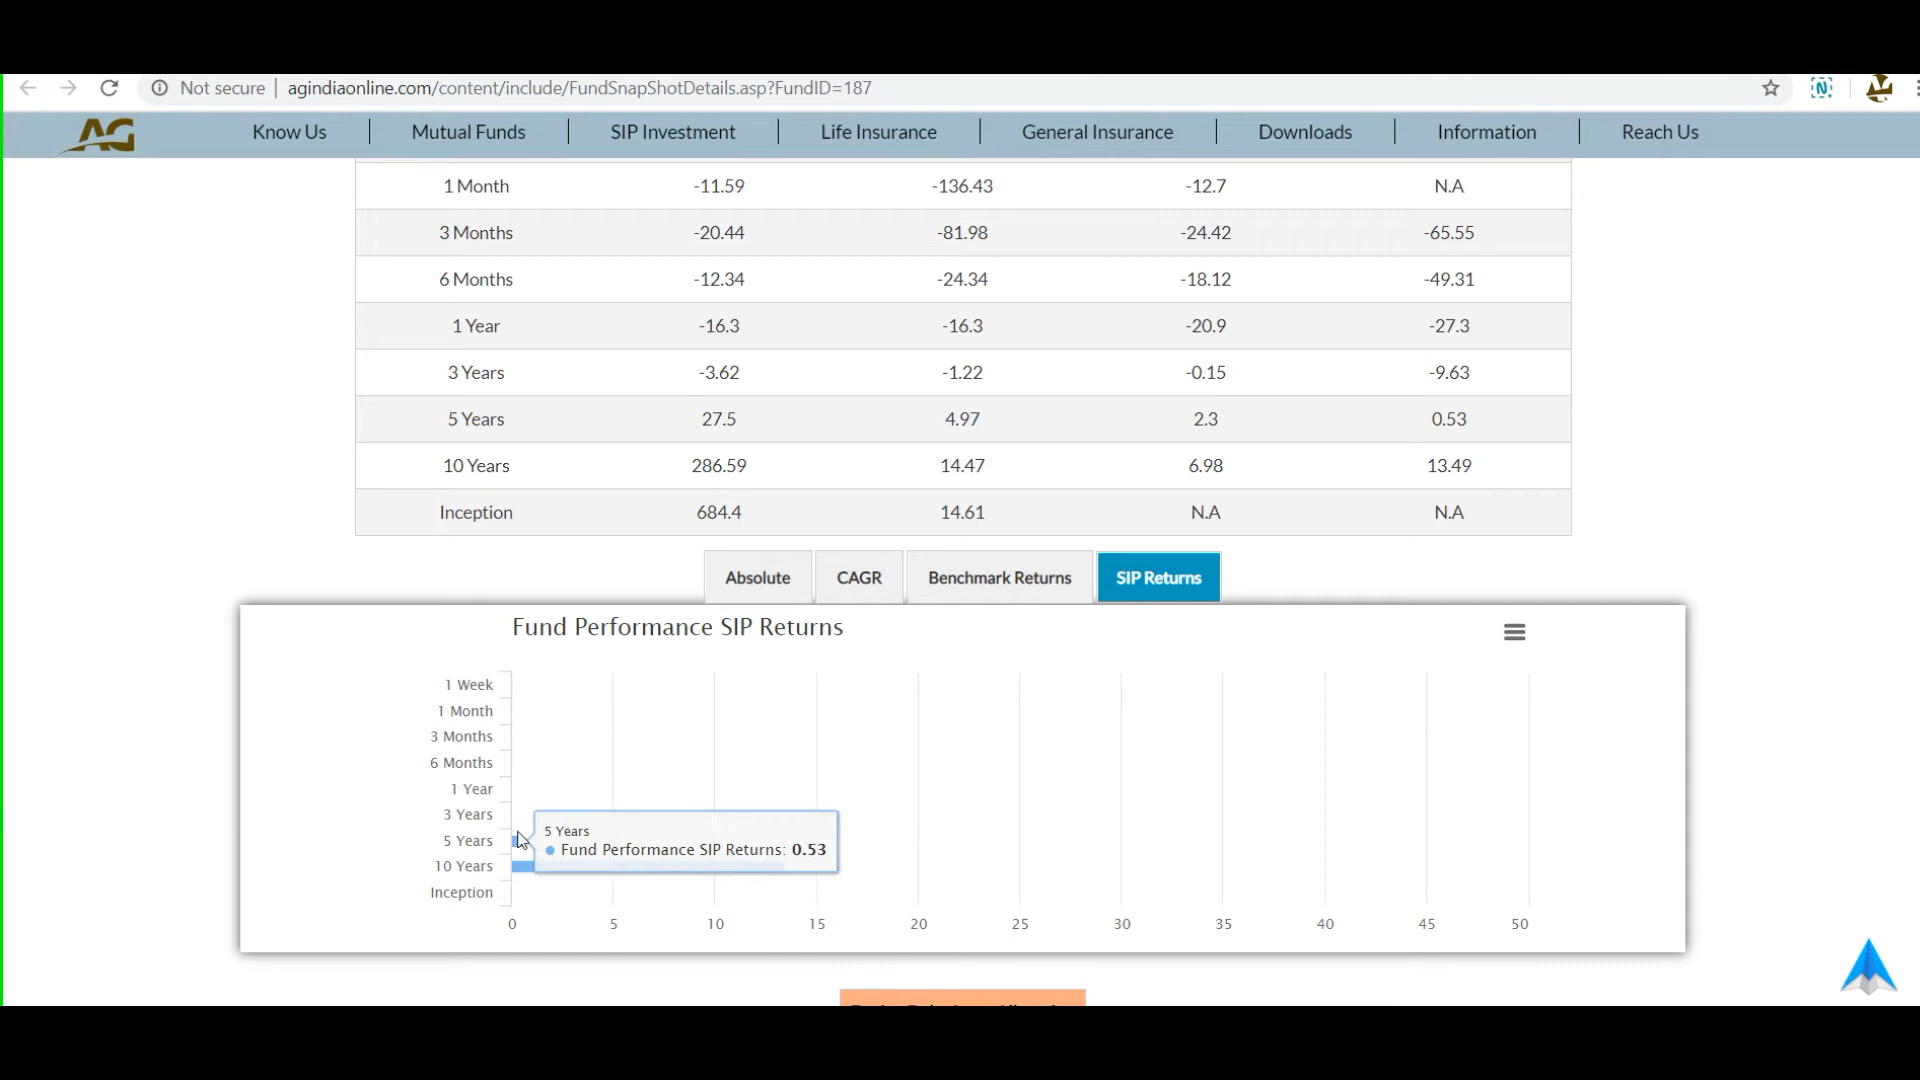 Not secure | agindiaonline.com/content/include/FundSnapShotDetails.asp?FundID=187
AG Know Us Mutual Funds SIP Investment Life Insurance General Insurance Downloads Information Reach Us
1 Month -11.59 -136.43 -12.7 N.A
3 Months -20.44 -81.98 -24.42 -65.55
6 Months -12.34 -24.34 -18.12 -49.31
1 Year -16.3 -16.3 -20.9 -27.3
3 Years -3.62 -1.22 -0.15 -9.63
5 Years 27.5 4.97 2.3 0.53
10 Years 286.59 14.47 6.98 13.49
Inception 684.4 14.61 N.A N.A
Absolute CAGR Benchmark Returns SIP Returns
Fund Performance SIP Returns
1 Week
1 Month
3 Months
6 Months
1 Year
3 Years
5 Years
10 Years
Inception
5 Years
Fund Performance SIP Returns: 0.53
0 5 10 15 20 25 30 35 40 45 50